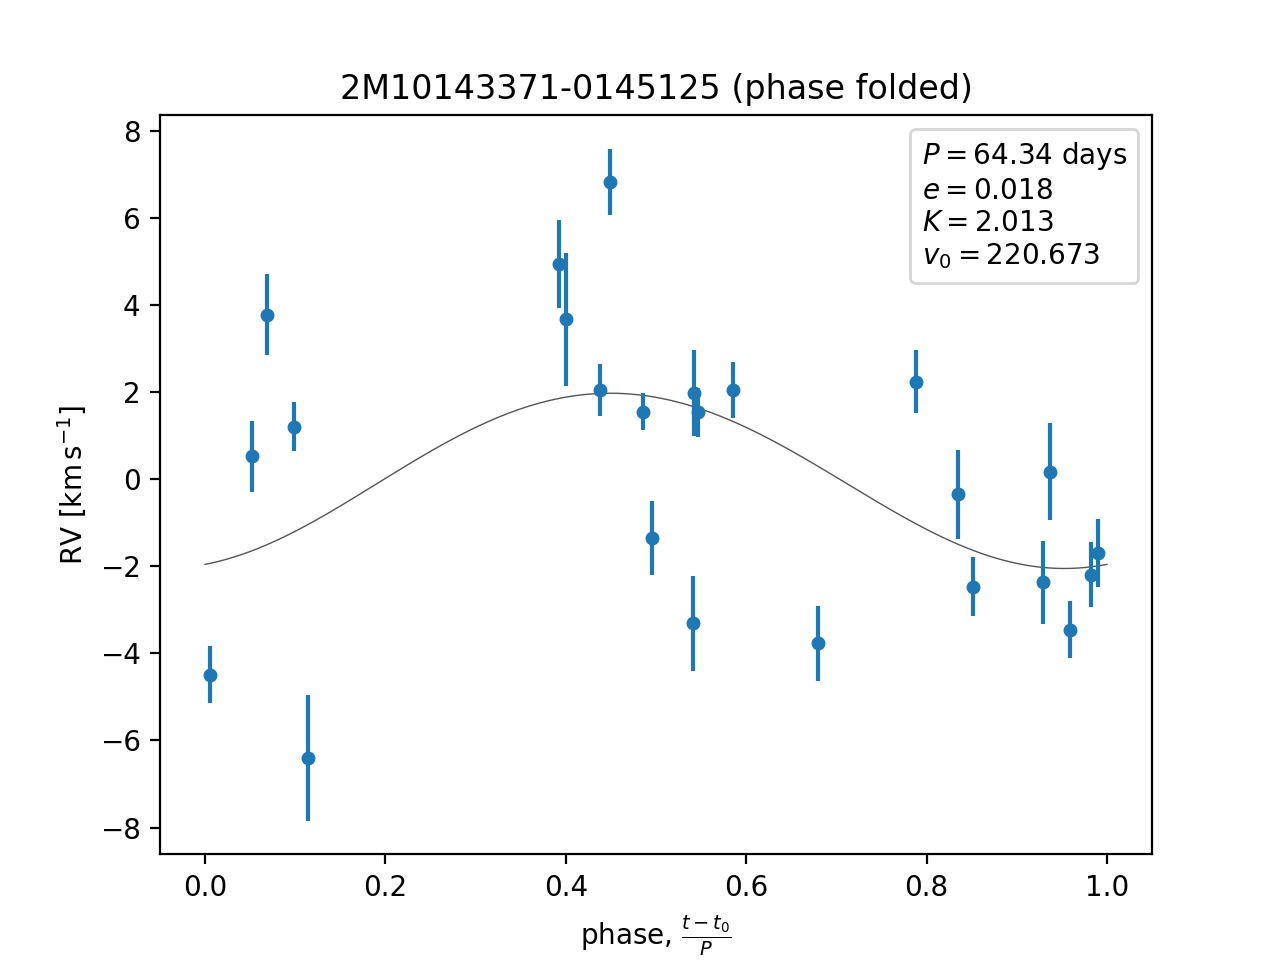 2M10143371-0145125 (phase folded)
P = 64.34 days
e = 0.018
K = 2.013
v₀ = 220.673
8
6
4
2
0
−2
−4
−6
−8
RV [km s⁻¹]
0.0 0.2 0.4 0.6 0.8 1.0
phase, (t − t₀)/P